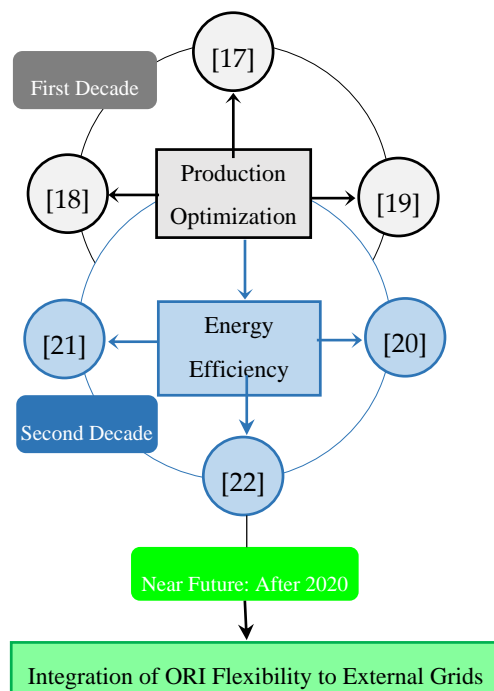 [17]
First Decade
Production
Optimization
[18]
[19]
Energy
Efficiency
[21]
[20]
Second Decade
[22]
Near Future: After 2020
Integration of ORI Flexibility to External Grids